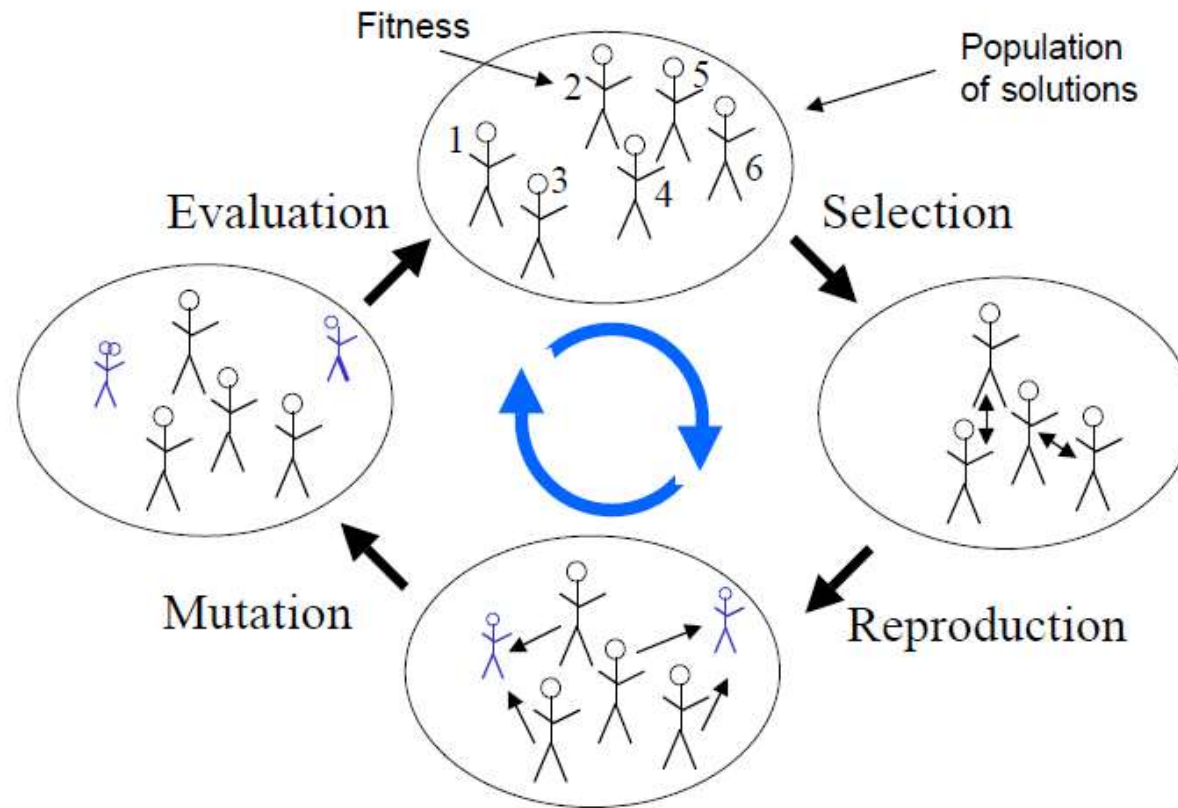 Fitness
Population
of solutions
2
5
1
6
3
4
Evaluation
Selection
Mutation
Reproduction